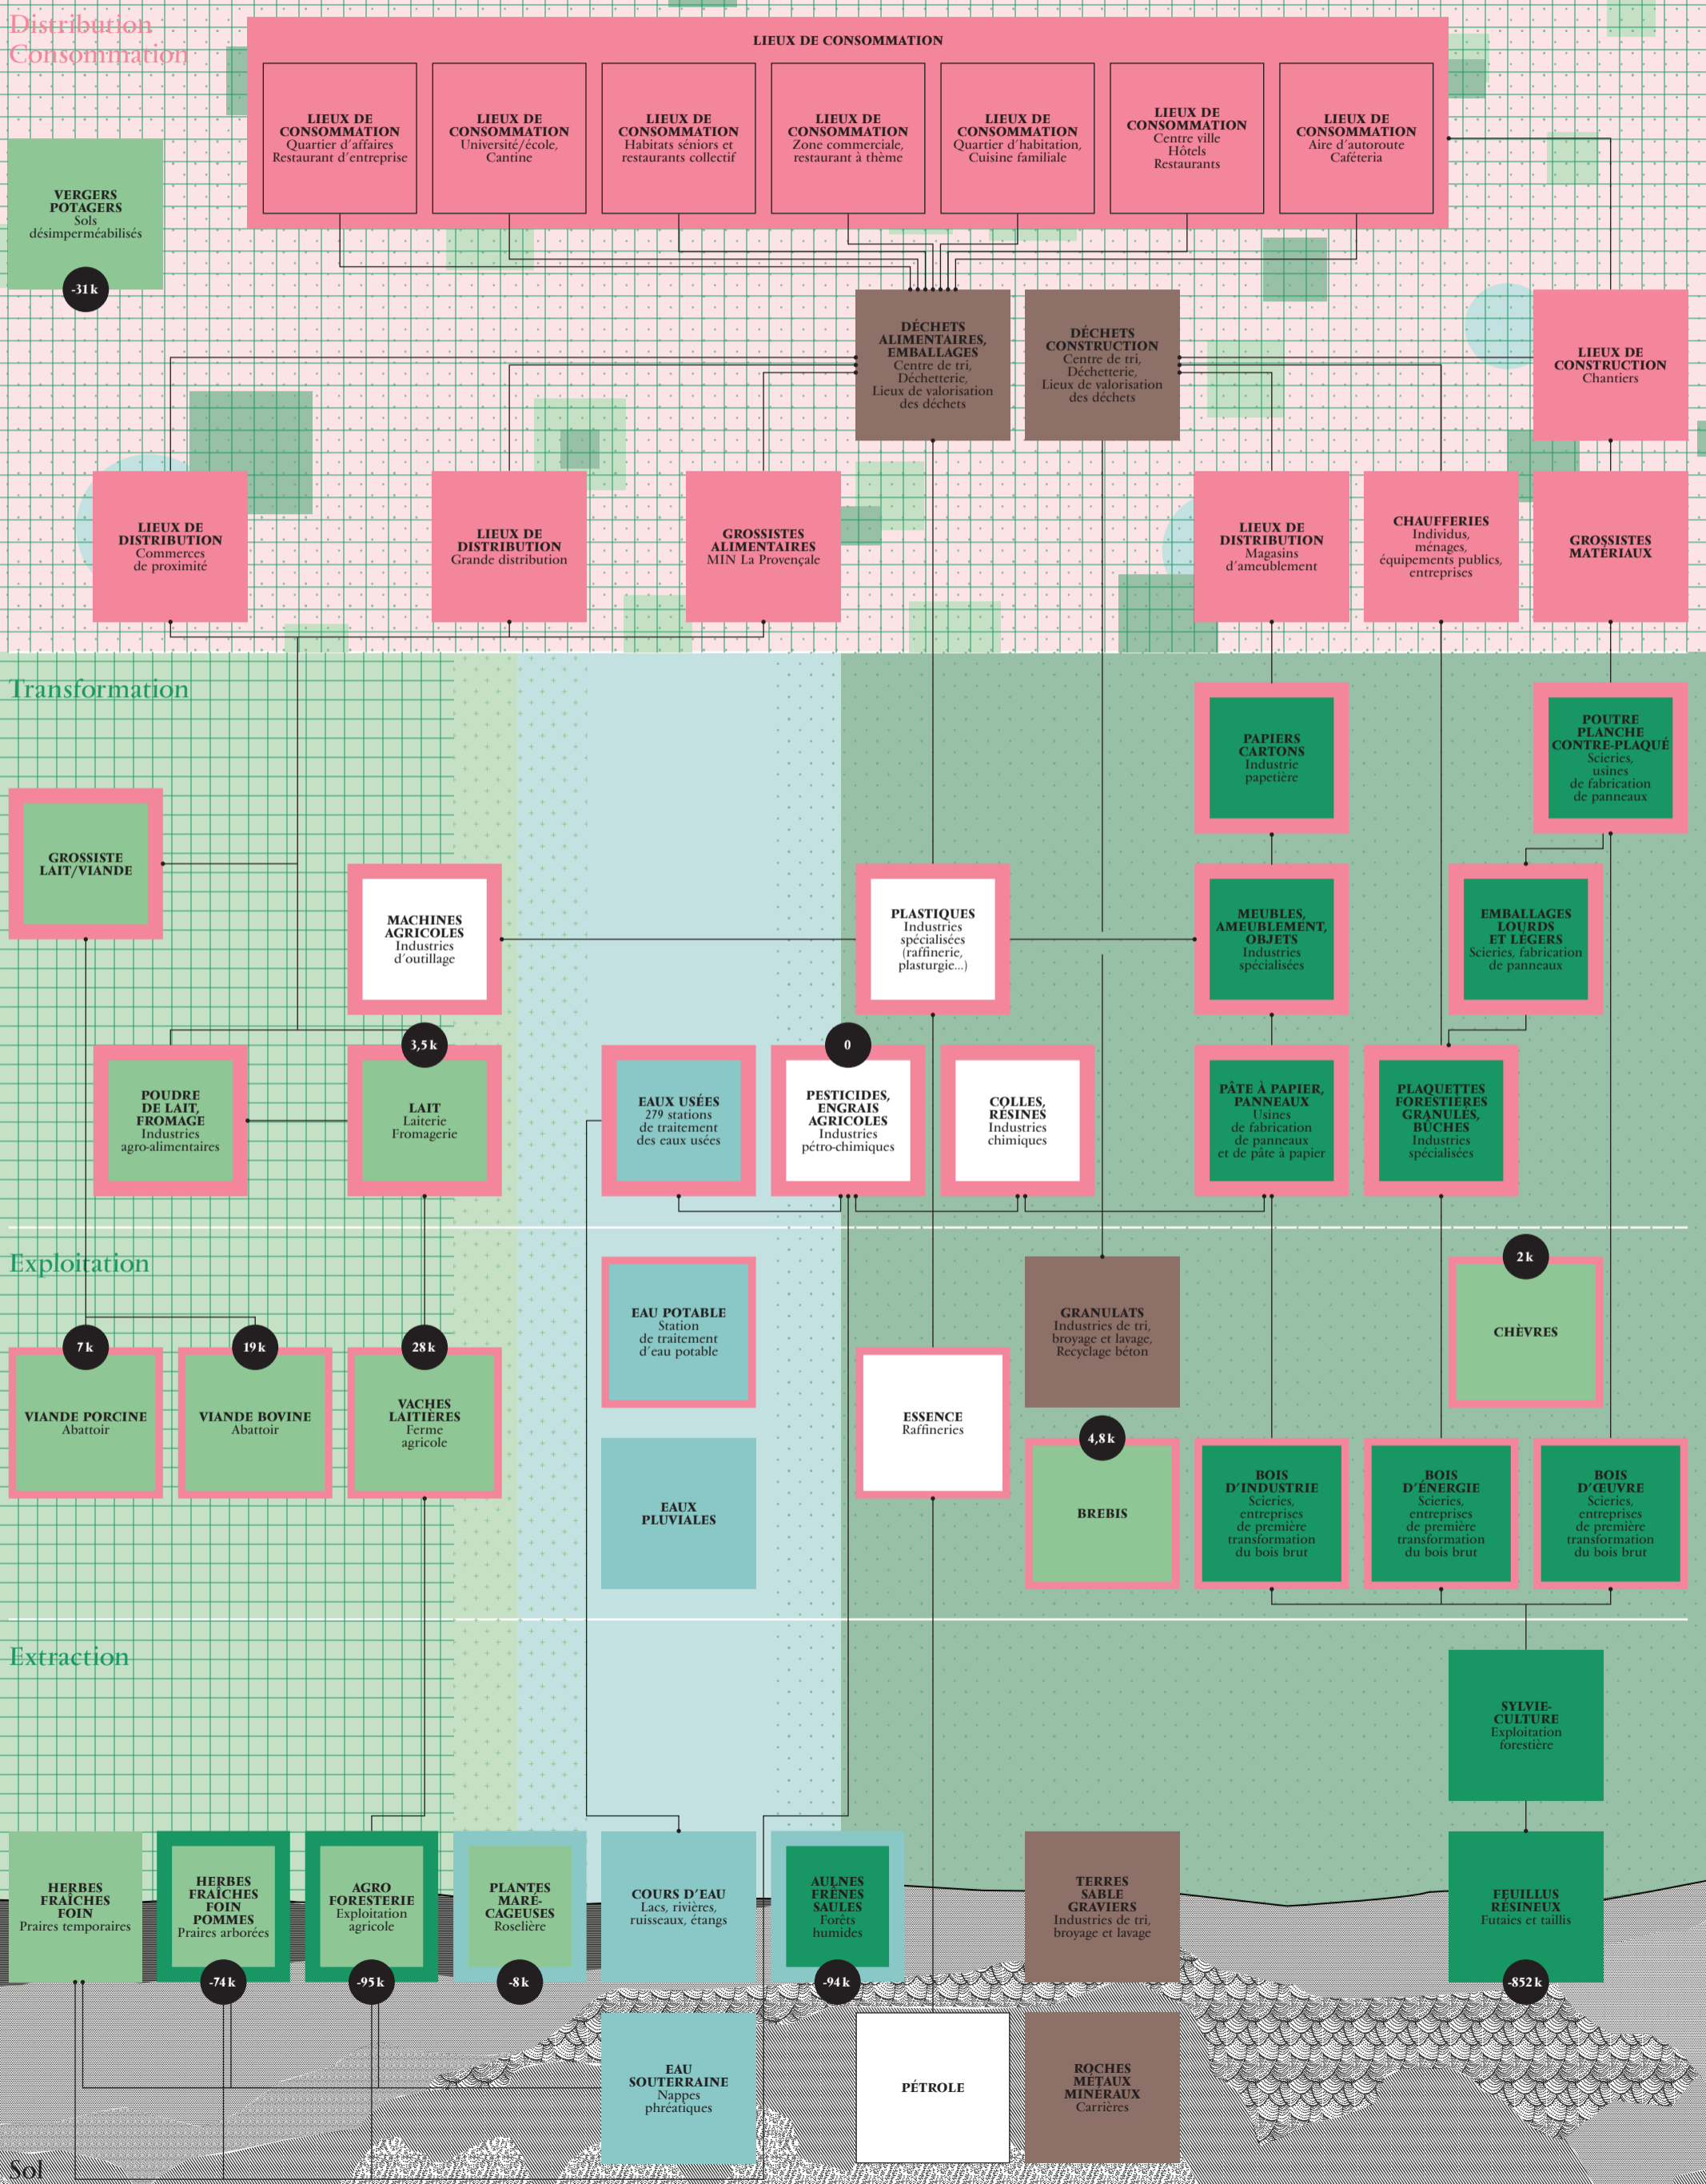 Distribution
Consommation
LIEUX DE CONSOMMATION
LIEUX DE
CONSOMMATION
Quartier d'affaires
Restaurant d'entreprise
LIEUX DE
CONSOMMATION
Université/école,
Cantine
LIEUX DE
CONSOMMATION
Habitats séniors et
restaurants collectif
LIEUX DE
CONSOMMATION
Zone commerciale,
restaurant à thème
LIEUX DE
CONSOMMATION
Quartier d'habitation,
Cuisine familiale
LIEUX DE
CONSOMMATION
Centre ville
Hôtels
Restaurants
LIEUX DE
CONSOMMATION
Aire d'autoroute
Caféteria
VERGERS
POTAGERS
Sols
désimperméabilisés
-31 k
DÉCHETS
ALIMENTAIRES,
EMBALLAGES
Centre de tri,
Déchetterie,
Lieux de valorisation
des déchets
DÉCHETS
CONSTRUCTION
Centre de tri,
Déchetterie,
Lieux de valorisation
des déchets
LIEUX DE
CONSTRUCTION
Chantiers
LIEUX DE
DISTRIBUTION
Commerces
de proximité
LIEUX DE
DISTRIBUTION
Grande distribution
GROSSISTES
ALIMENTAIRES
MIN La Provençale
LIEUX DE
DISTRIBUTION
Magasins
d'ameublement
CHAUFFERIES
Individus,
ménages,
équipements publics,
entreprises
GROSSISTES
MATÉRIAUX
Transformation
PAPIERS
CARTONS
Industrie
papetière
POUTRE
PLANCHE
CONTRE-PLAQUÉ
Scieries,
usines
de fabrication
de panneaux
GROSSISTE
LAIT/VIANDE
MACHINES
AGRICOLES
Industries
d'outillage
PLASTIQUES
Industries
spécialisées
(raffinerie,
plasturgie...)
MEUBLES,
AMEUBLEMENT,
OBJETS
Industries
spécialisées
EMBALLAGES
LOURDS
ET LÉGERS
Scieries, fabrication
de panneaux
3,5 k
0
POUDRE
DE LAIT,
FROMAGE
Industries
agro-alimentaires
LAIT
Laiterie
Fromagerie
EAUX USÉES
279 stations
de traitement
des eaux usées
PESTICIDES,
ENGRAIS
AGRICOLES
Industries
pétro-chimiques
COLLES,
RÉSINES
Industries
chimiques
PÂTE À PAPIER,
PANNEAUX
Usines
de fabrication
de panneaux
et de pâte à papier
PLAQUETTES
FORESTIÈRES
GRANULÉS,
BÛCHES
Industries
spécialisées
Exploitation
EAU POTABLE
Station
de traitement
d'eau potable
GRANULATS
Industries de tri,
broyage et lavage,
Recyclage béton
2 k
CHÈVRES
7 k
19 k
28 k
VIANDE PORCINE
Abattoir
VIANDE BOVINE
Abattoir
VACHES
LAITIÈRES
Ferme
agricole
ESSENCE
Raffineries
EAUX
PLUVIALES
4,8 k
BREBIS
BOIS
D'INDUSTRIE
Scieries,
entreprises
de première
transformation
du bois brut
BOIS
D'ÉNERGIE
Scieries,
entreprises
de première
transformation
du bois brut
BOIS
D'ŒUVRE
Scieries,
entreprises
de première
transformation
du bois brut
Extraction
SYLVIE-
CULTURE
Exploitation
forestière
HERBES
FRAÎCHES
FOIN
Praires temporaires
HERBES
FRAÎCHES
FOIN
POMMES
Praires arborées
AGRO
FORESTERIE
Exploitation
agricole
PLANTES
MARÉ-
CAGEUSES
Roselière
COURS D'EAU
Lacs, rivières,
ruisseaux, étangs
AULNES
FRÊNES
SAULES
Forêts
humides
TERRES
SABLE
GRAVIERS
Industries de tri,
broyage et lavage
FEUILLUS
RÉSINEUX
Futaies et taillis
-74 k
-95 k
-8 k
-94 k
-852 k
EAU
SOUTERRAINE
Nappes
phréatiques
PÉTROLE
ROCHES
MÉTAUX
MINÉRAUX
Carrières
Sol